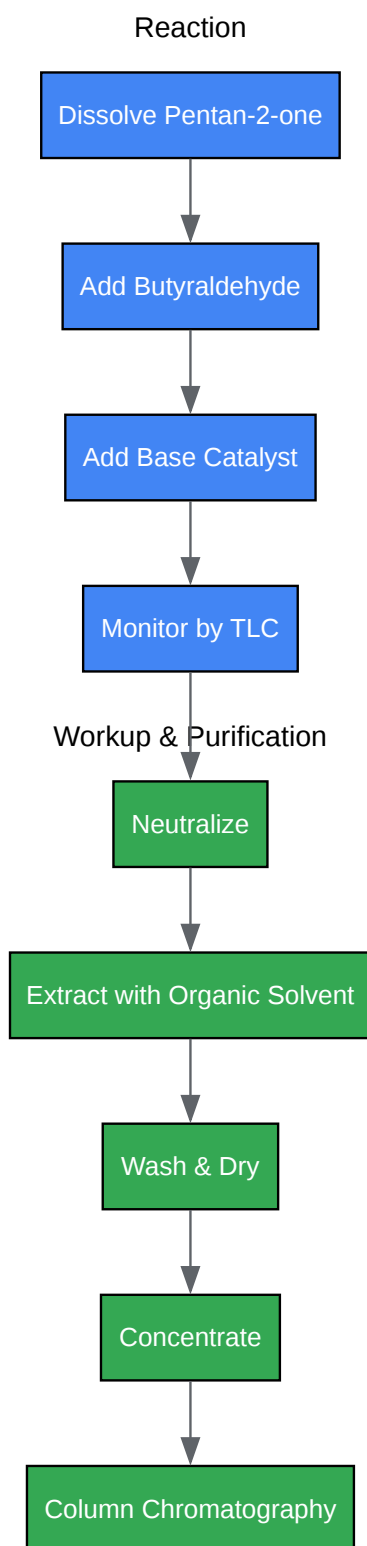 Reaction
Dissolve Pentan-2-one
Add Butyraldehyde
Add Base Catalyst
Monitor by TLC
Workup & Purification
Neutralize
Extract with Organic Solvent
Wash & Dry
Concentrate
Column Chromatography